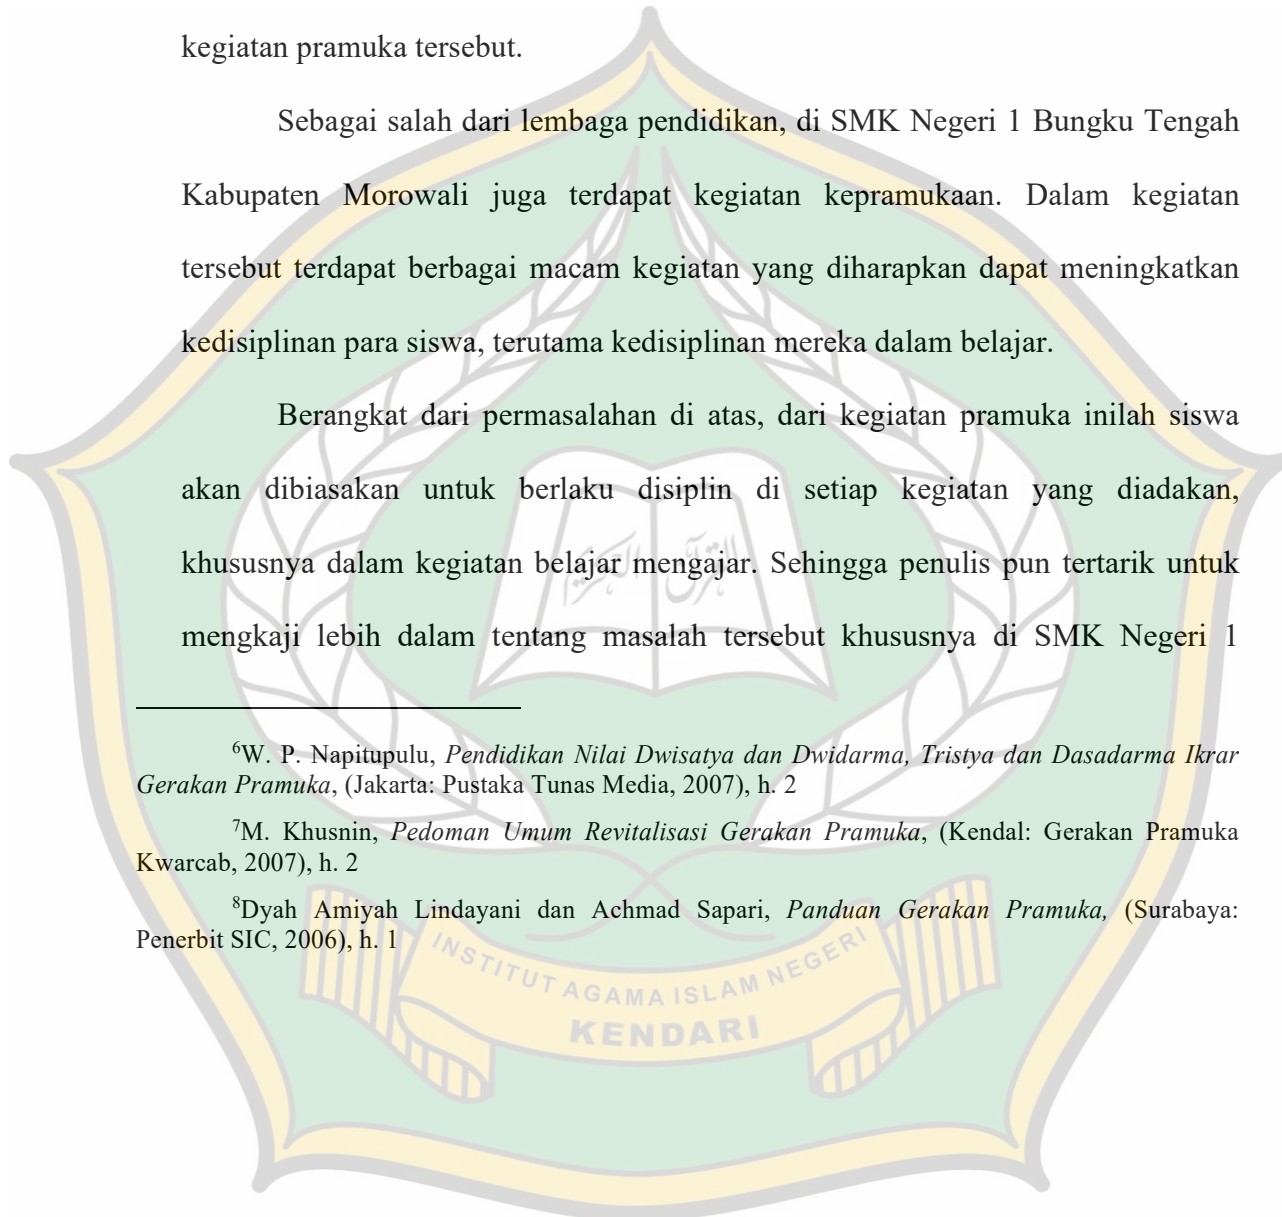 kegiatan pramuka tersebut.
Sebagai salah dari lembaga pendidikan, di SMK Negeri 1 Bungku Tengah
Kabupaten Morowali juga terdapat kegiatan kepramukaan. Dalam kegiatan
tersebut terdapat berbagai macam kegiatan yang diharapkan dapat meningkatkan
kedisiplinan para siswa, terutama kedisiplinan mereka dalam belajar.
Berangkat dari permasalahan di atas, dari kegiatan pramuka inilah siswa
akan dibiasakan untuk berlaku disiplin di setiap kegiatan yang diadakan,
khususnya dalam kegiatan belajar mengajar. Sehingga penulis pun tertarik untuk
mengkaji lebih dalam tentang masalah tersebut khususnya di SMK Negeri 1
القرآن الكريم
⁶W. P. Napitupulu, Pendidikan Nilai Dwisatya dan Dwidarma, Tristya dan Dasadarma Ikrar
Gerakan Pramuka, (Jakarta: Pustaka Tunas Media, 2007), h. 2
⁷M. Khusnin, Pedoman Umum Revitalisasi Gerakan Pramuka, (Kendal: Gerakan Pramuka
Kwarcab, 2007), h. 2
⁸Dyah Amiyah Lindayani dan Achmad Sapari, Panduan Gerakan Pramuka, (Surabaya:
Penerbit SIC, 2006), h. 1
INSTITUT AGAMA ISLAM NEGERI
KENDARI